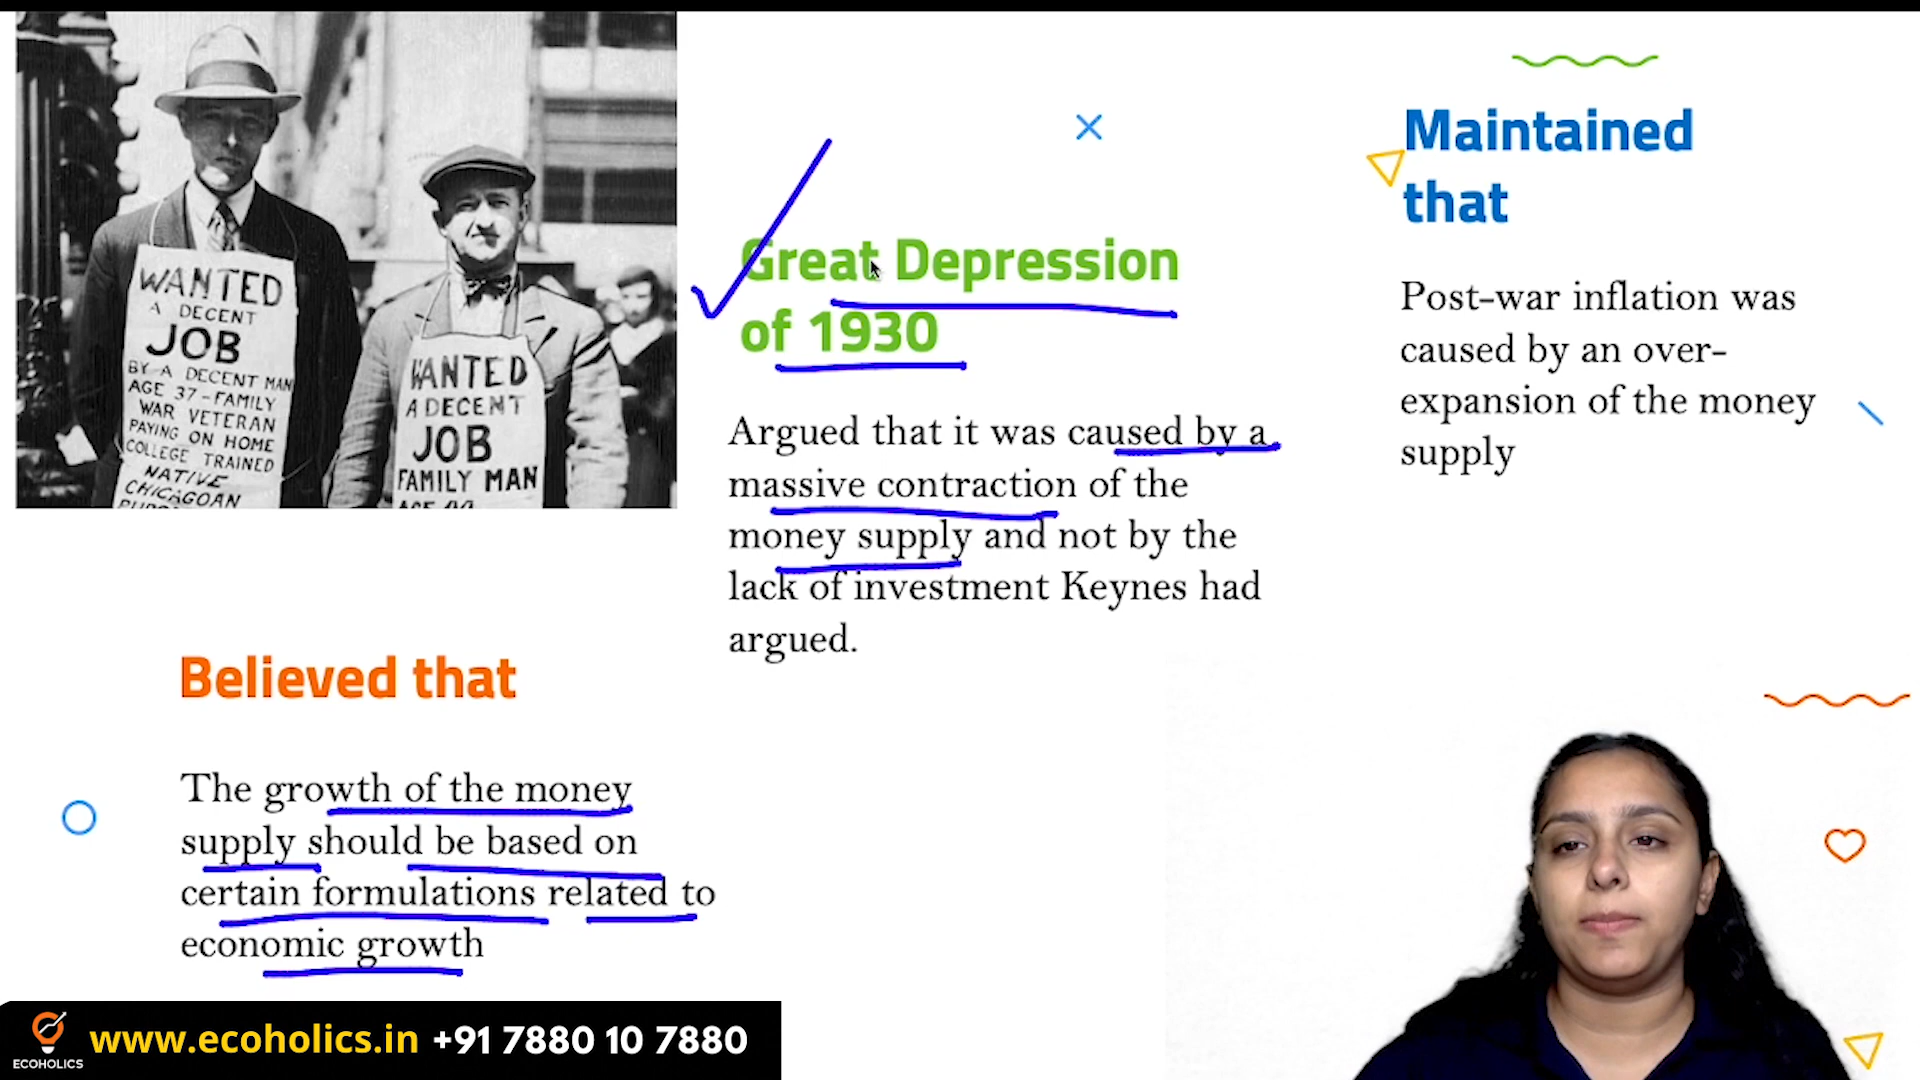 WANTED
A DECENT
JOB
BY A DECENT MAN
AGE 37-FAMILY
WAR VETERAN
PAYING ON HOME
COLLEGE TRAINED
NATIVE
CHICAGOAN
WANTED
A DECENT
JOB
FAMILY MAN
Great Depression
of 1930
Argued that it was caused by a
massive contraction of the
money supply and not by the
lack of investment Keynes had
argued.
Maintained
that
Post-war inflation was
caused by an over-
expansion of the money
supply
Believed that
The growth of the money
supply should be based on
certain formulations related to
economic growth
ECOHOLICS
www.ecoholics.in +91 7880 10 7880